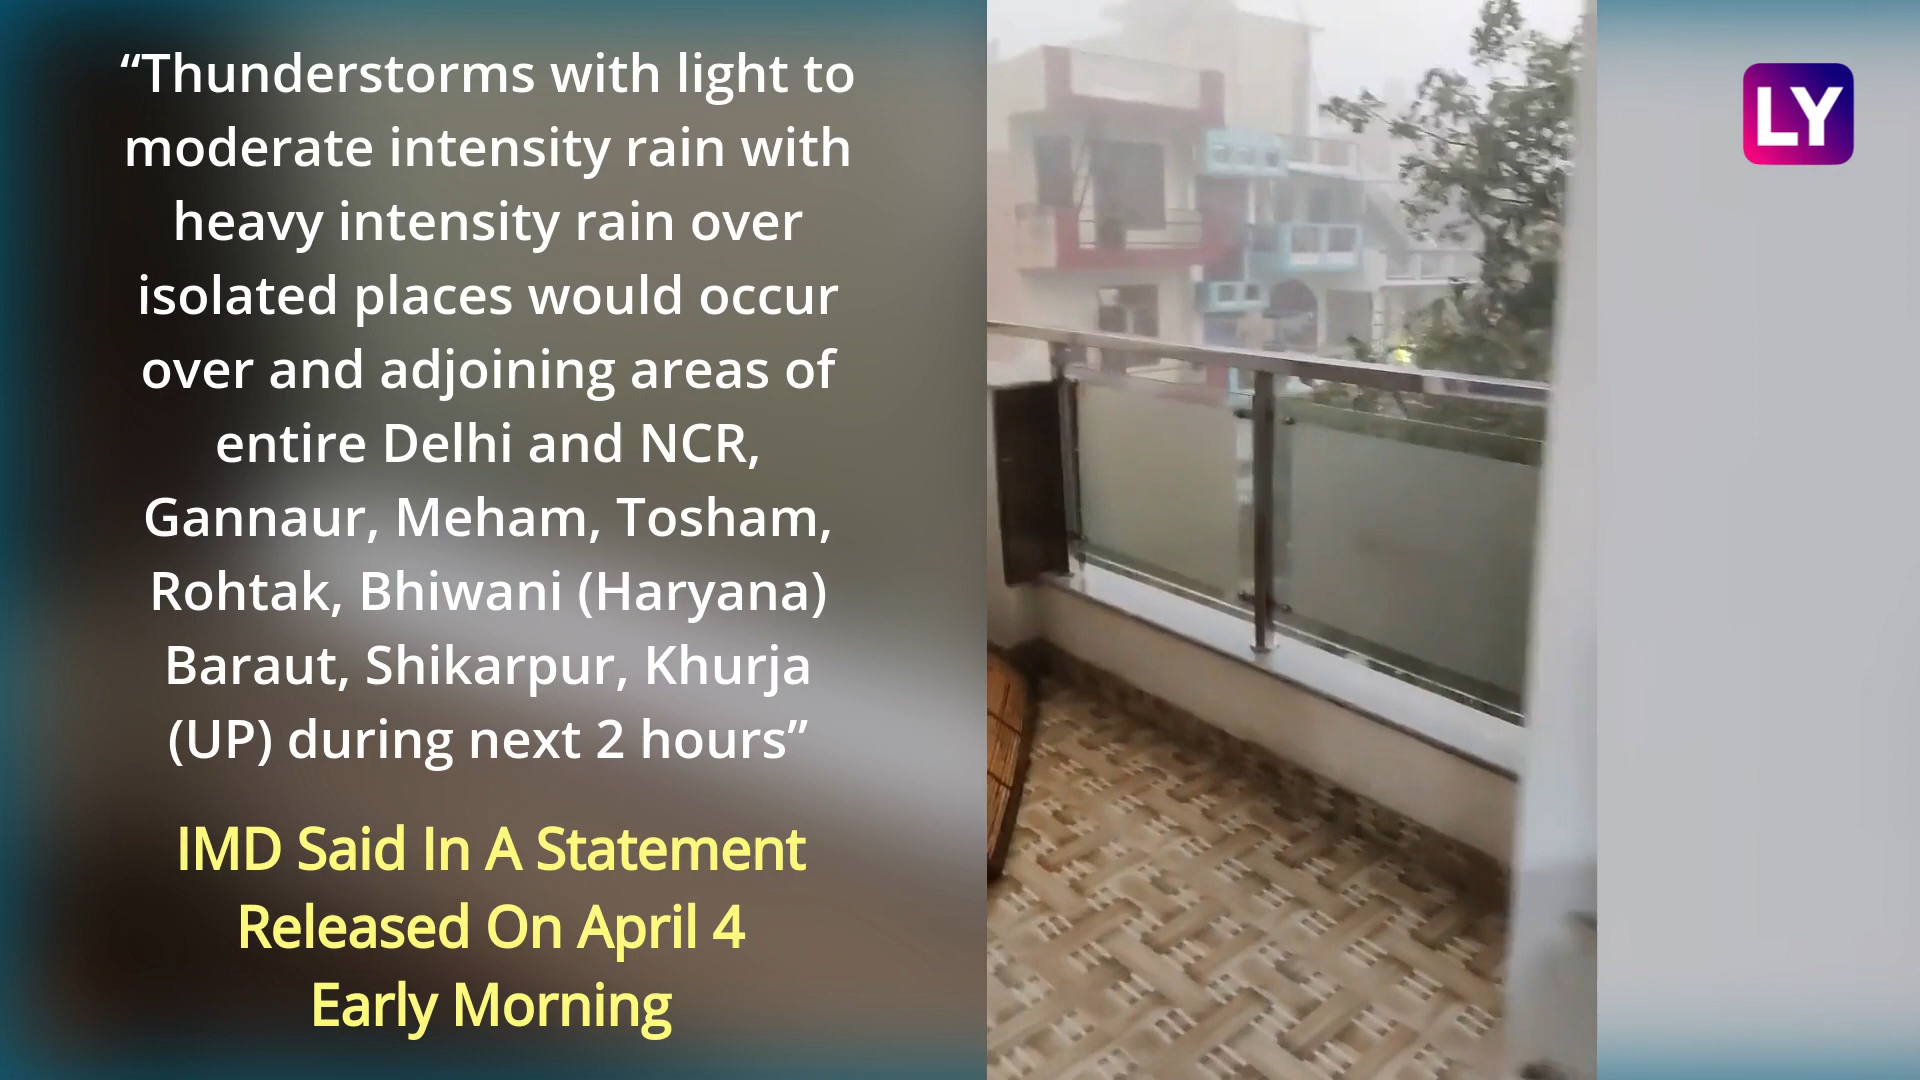 “Thunderstorms with light to
moderate intensity rain with
heavy intensity rain over
isolated places would occur
over and adjoining areas of
entire Delhi and NCR,
Gannaur, Meham, Tosham,
Rohtak, Bhiwani (Haryana)
Baraut, Shikarpur, Khurja
(UP) during next 2 hours”
IMD Said In A Statement
Released On April 4
Early Morning
LY